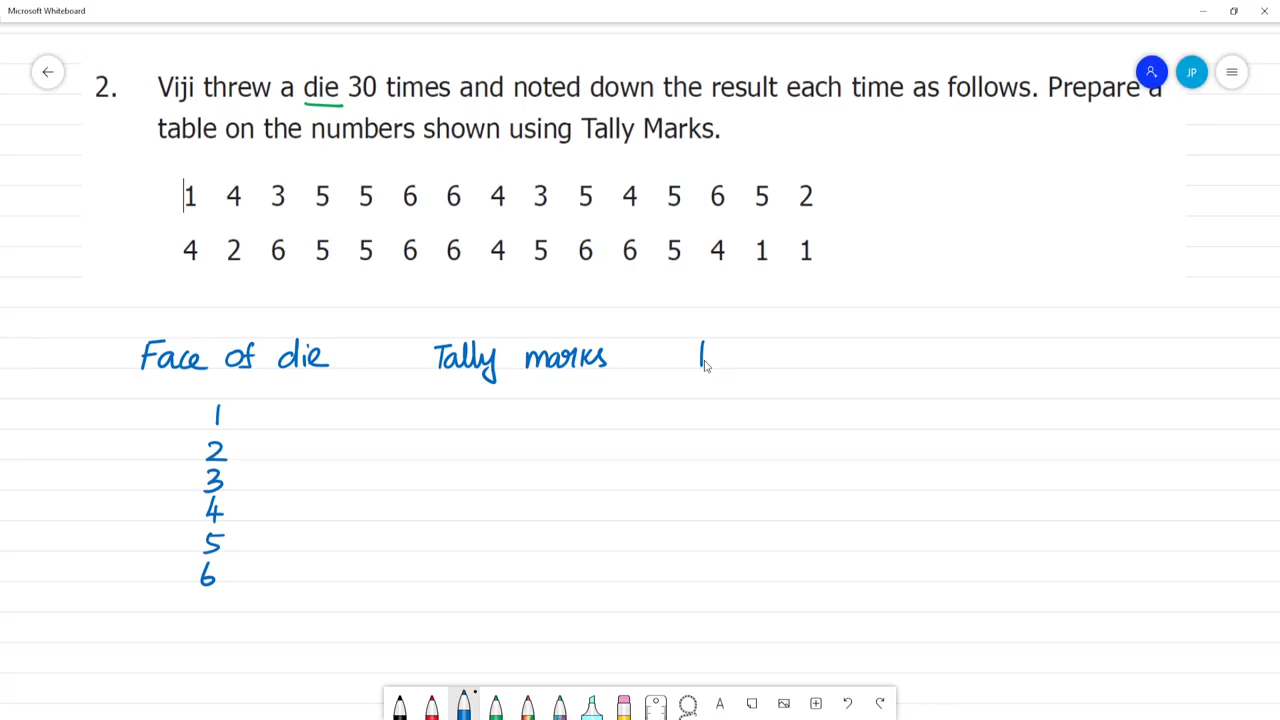 Microsoft Whiteboard
2. Viji threw a die 30 times and noted down the result each time as follows. Prepare a
table on the numbers shown using Tally Marks.
1 4 3 5 5 6 6 4 3 5 4 5 6 5 2
4 2 6 5 5 6 6 4 5 6 6 5 4 1 1
JP
Face of die Tally marks
1
2
3
4
5
6
A